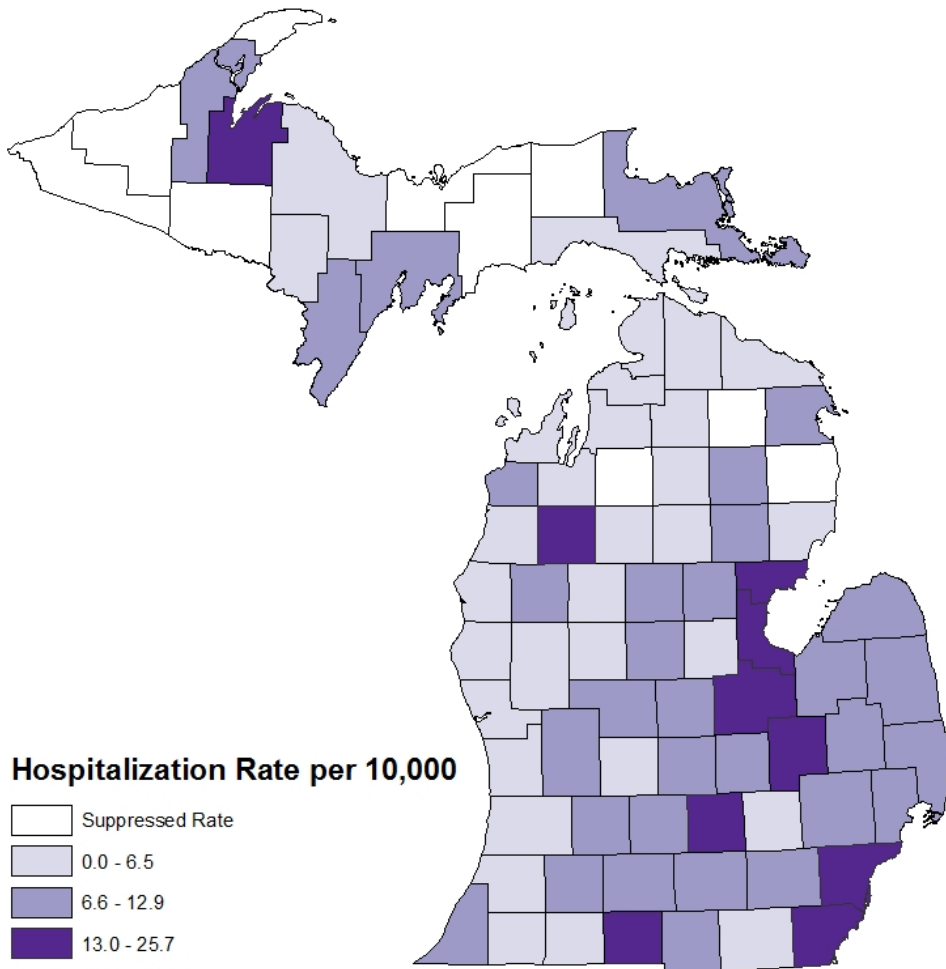 Hospitalization Rate per 10,000
Suppressed Rate
0.0 - 6.5
6.6 - 12.9
13.0 - 25.7